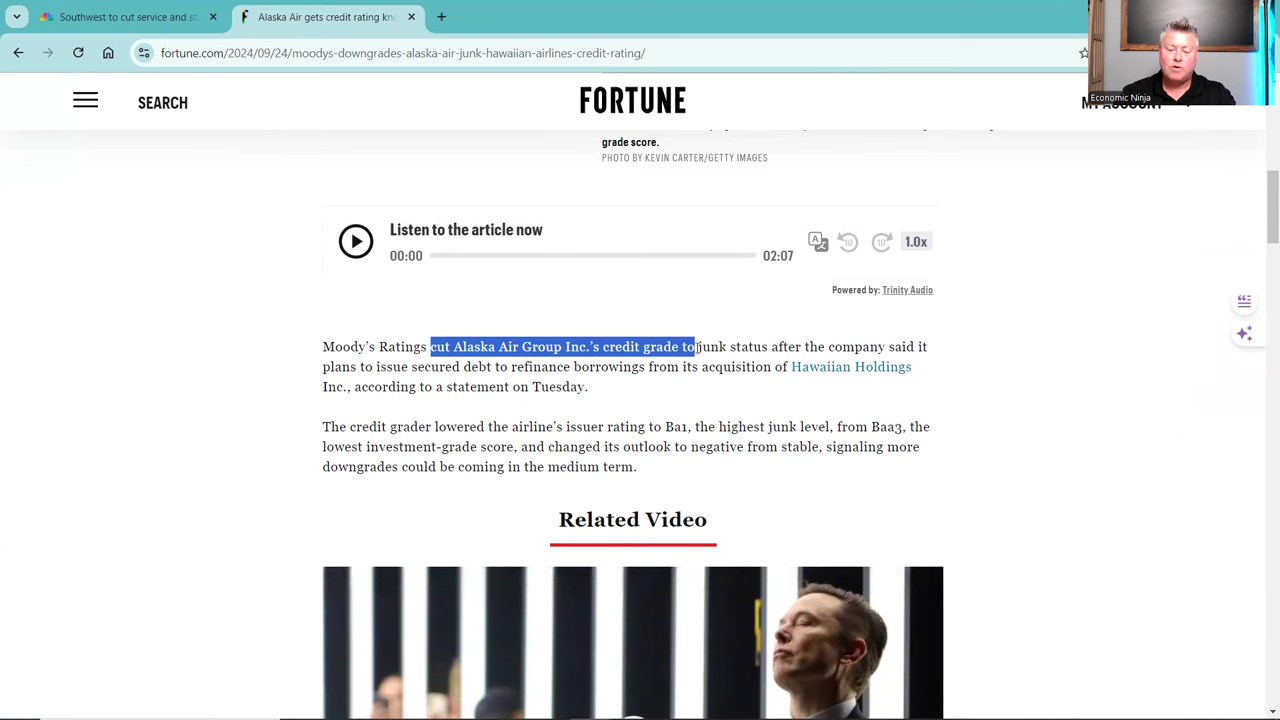 Southwest to cut service and st
Alaska Air gets credit rating kno
fortune.com/2024/09/24/moodys-downgrades-alaska-air-junk-hawaiian-airlines-credit-rating/
Economic Ninja
SEARCH
FORTUNE
MY ACCOUNT
grade score.
PHOTO BY KEVIN CARTER/GETTY IMAGES
Listen to the article now
00:00
02:07
10
10
1.0x
Powered by: Trinity Audio
Moody's Ratings cut Alaska Air Group Inc.'s credit grade to junk status after the company said it
plans to issue secured debt to refinance borrowings from its acquisition of Hawaiian Holdings
Inc., according to a statement on Tuesday.
The credit grader lowered the airline's issuer rating to Ba1, the highest junk level, from Baa3, the
lowest investment-grade score, and changed its outlook to negative from stable, signaling more
downgrades could be coming in the medium term.
Related Video